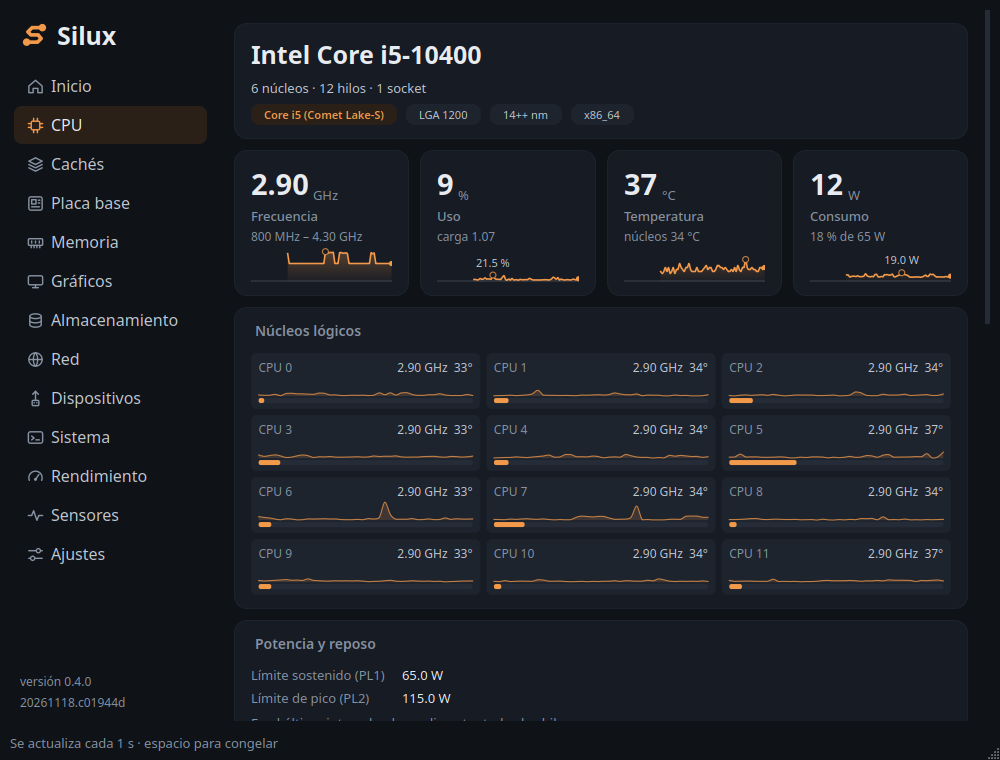 Silux
Inicio
CPU
Cachés
Placa base
Memoria
Gráficos
Almacenamiento
Red
Dispositivos
Sistema
Rendimiento
Sensores
Ajustes
versión 0.4.0
20261118.c01944d
Intel Core i5-10400
6 núcleos · 12 hilos · 1 socket
Core i5 (Comet Lake-S) LGA 1200 14++ nm x86_64
2.90 GHz
Frecuencia
800 MHz – 4.30 GHz
9 %
Uso
carga 1.07
21.5 %
37 °C
Temperatura
núcleos 34 °C
12 W
Consumo
18 % de 65 W
19.0 W
Núcleos lógicos
CPU 0 2.90 GHz 33°
CPU 1 2.90 GHz 34°
CPU 2 2.90 GHz 34°
CPU 3 2.90 GHz 33°
CPU 4 2.90 GHz 34°
CPU 5 2.90 GHz 37°
CPU 6 2.90 GHz 33°
CPU 7 2.90 GHz 34°
CPU 8 2.90 GHz 34°
CPU 9 2.90 GHz 33°
CPU 10 2.90 GHz 34°
CPU 11 2.90 GHz 37°
Potencia y reposo
Límite sostenido (PL1) 65.0 W
Límite de pico (PL2) 115.0 W
Se actualiza cada 1 s · espacio para congelar